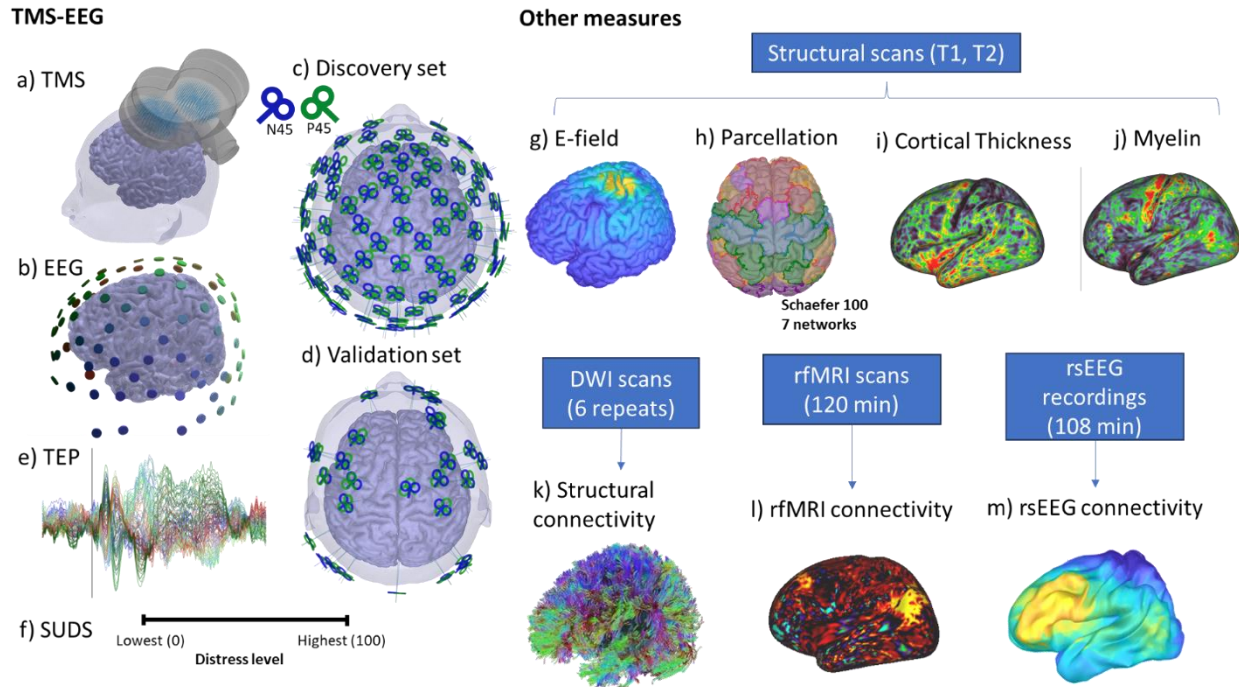 TMS-EEG
a) TMS
b) EEG
c) Discovery set
N45
P45
d) Validation set
e) TEP
f) SUDS
Lowest (0)
Highest (100)
Distress level
Other measures
Structural scans (T1, T2)
g) E-field
h) Parcellation
Schaefer 100
7 networks
i) Cortical Thickness
j) Myelin
DWI scans
(6 repeats)
rfMRI scans
(120 min)
rsEEG
recordings
(108 min)
k) Structural
connectivity
l) rfMRI connectivity
m) rsEEG connectivity